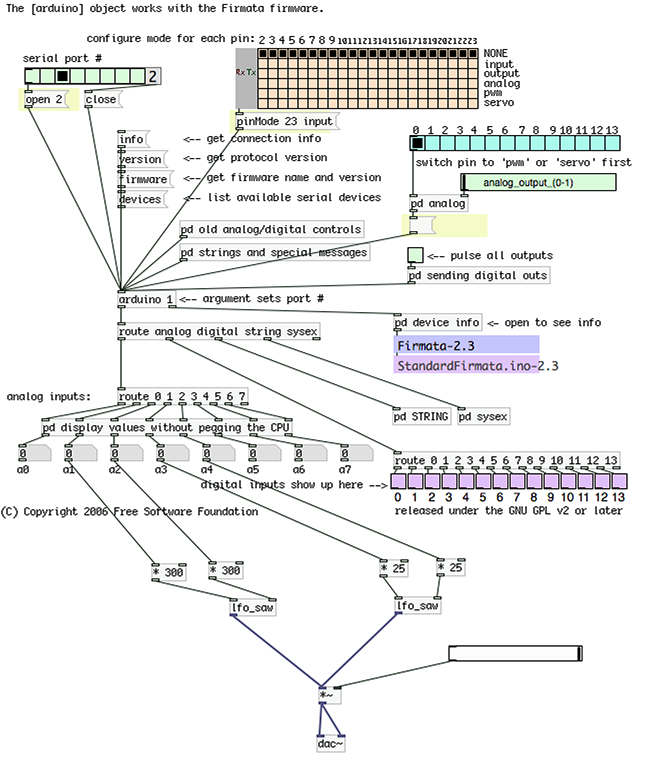 The [arduino] object works with the Firmata firmware.
configure mode for each pin: 2 3 4 5 6 7 8 9 10 11 12 13 14 15 16 17 18 19 20 21 22 23
serial port #
2
Rx Tx
NONE
input
output
analog
pwm
servo
open 2
close
pinMode 23 input
info <-- get connection info
version <-- get protocol version
firmware <-- get firmware name and version
devices <-- list available serial devices
0 1 2 3 4 5 6 7 8 9 10 11 12 13
switch pin to 'pwm' or 'servo' first
analog_output_(0-1)
pd analog
pd old analog/digital controls
pd strings and special messages
<-- pulse all outputs
pd sending digital outs
arduino 1 <-- argument sets port #
pd device info <- open to see info
route analog digital string sysex
Firmata-2.3
StandardFirmata.ino-2.3
analog inputs: route 0 1 2 3 4 5 6 7
pd STRING
pd sysex
pd display values without pegging the CPU
0 0 0 0 0 0 0 0
a0 a1 a2 a3 a4 a5 a6 a7
route 0 1 2 3 4 5 6 7 8 9 10 11 12 13
digital inputs show up here -->
0 1 2 3 4 5 6 7 8 9 10 11 12 13
(C) Copyright 2006 Free Software Foundation
released under the GNU GPL v2 or later
* 300
* 300
* 25
* 25
lfo_saw
lfo_saw
*~
dac~